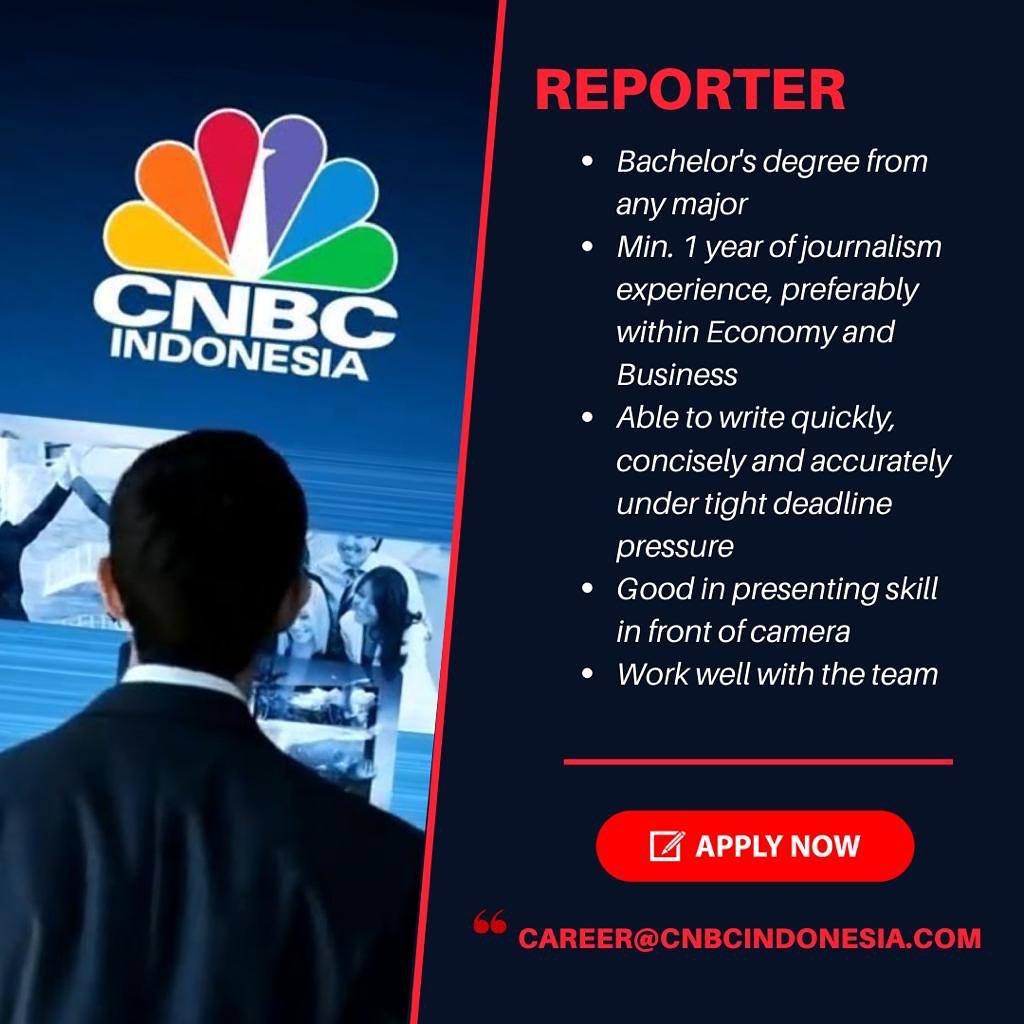 CNBC
INDONESIA
REPORTER
• Bachelor's degree from
any major
• Min. 1 year of journalism
experience, preferably
within Economy and
Business
• Able to write quickly,
concisely and accurately
under tight deadline
pressure
• Good in presenting skill
in front of camera
• Work well with the team
APPLY NOW
❝ CAREER@CNBCINDONESIA.COM